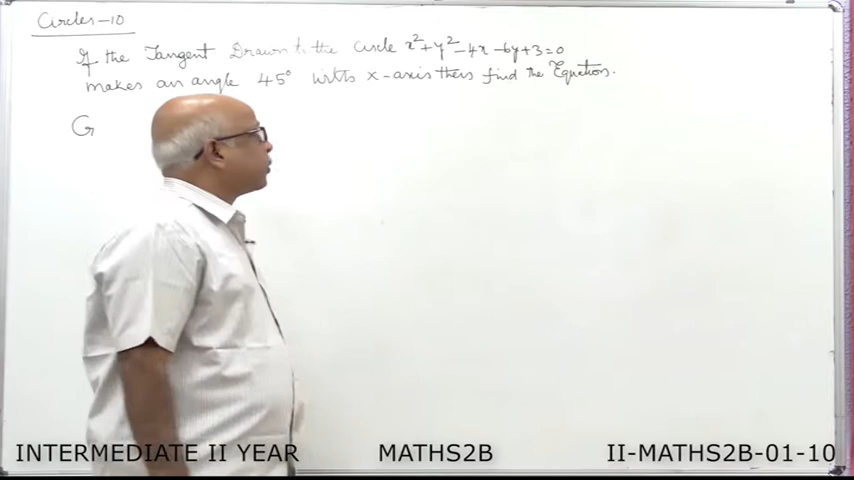 Circles-10
If the Tangent Drawn to the circle x²+y²-4x-6y+3=0
makes an angle 45° with x-axis then find the Equation.
G
INTERMEDIATE II YEAR MATHS2B II-MATHS2B-01-10